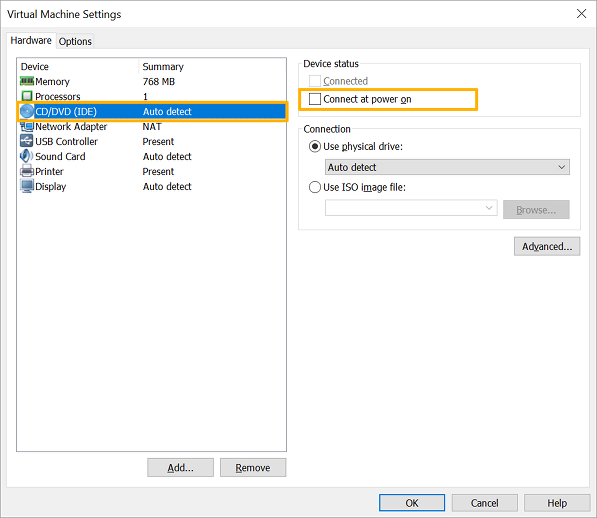 Virtual Machine Settings
Hardware Options
Device Summary
Memory 768 MB
Processors 1
CD/DVD (IDE) Auto detect
Network Adapter NAT
USB Controller Present
Sound Card Auto detect
Printer Present
Display Auto detect
Add... Remove
Device status
Connected
Connect at power on
Connection
Use physical drive:
Auto detect
Use ISO image file:
Browse...
Advanced...
OK Cancel Help